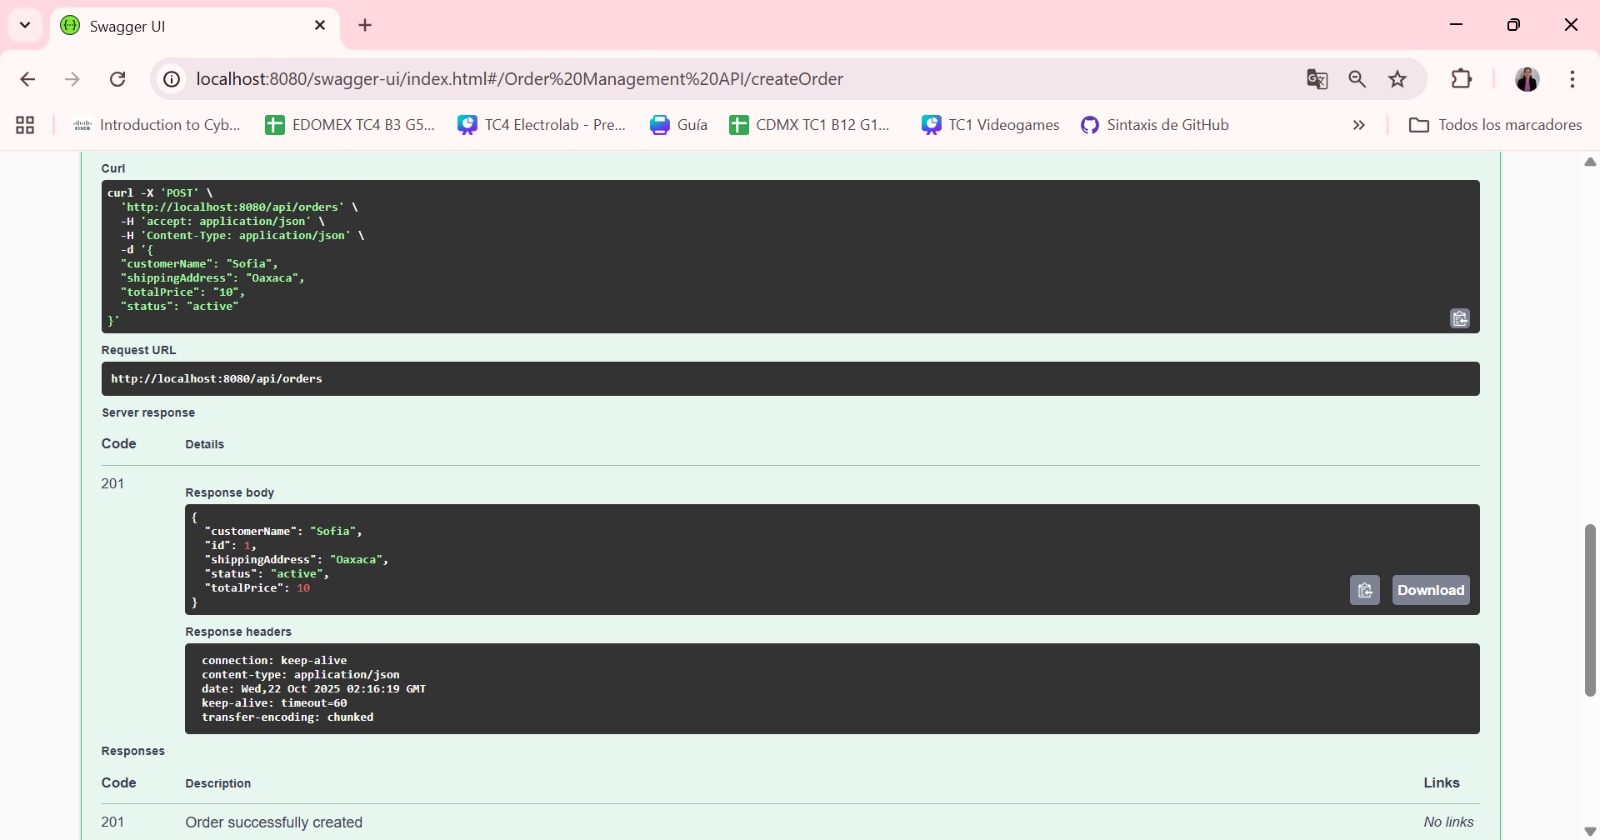 Swagger UI
localhost:8080/swagger-ui/index.html#/Order%20Management%20API/createOrder
Introduction to Cyb...
EDOMEX TC4 B3 G5...
TC4 Electrolab - Pre...
Guía
CDMX TC1 B12 G1...
TC1 Videogames
Sintaxis de GitHub
»
Todos los marcadores
Curl
curl -X 'POST' \
'http://localhost:8080/api/orders' \
-H 'accept: application/json' \
-H 'Content-Type: application/json' \
-d '{
"customerName": "Sofia",
"shippingAddress": "Oaxaca",
"totalPrice": "10",
"status": "active"
}'
Request URL
http://localhost:8080/api/orders
Server response
Code Details
201
Response body
{
"customerName": "Sofia",
"id": 1,
"shippingAddress": "Oaxaca",
"status": "active",
"totalPrice": 10
}
Download
Response headers
connection: keep-alive
content-type: application/json
date: Wed,22 Oct 2025 02:16:19 GMT
keep-alive: timeout=60
transfer-encoding: chunked
Responses
Code Description Links
201 Order successfully created No links